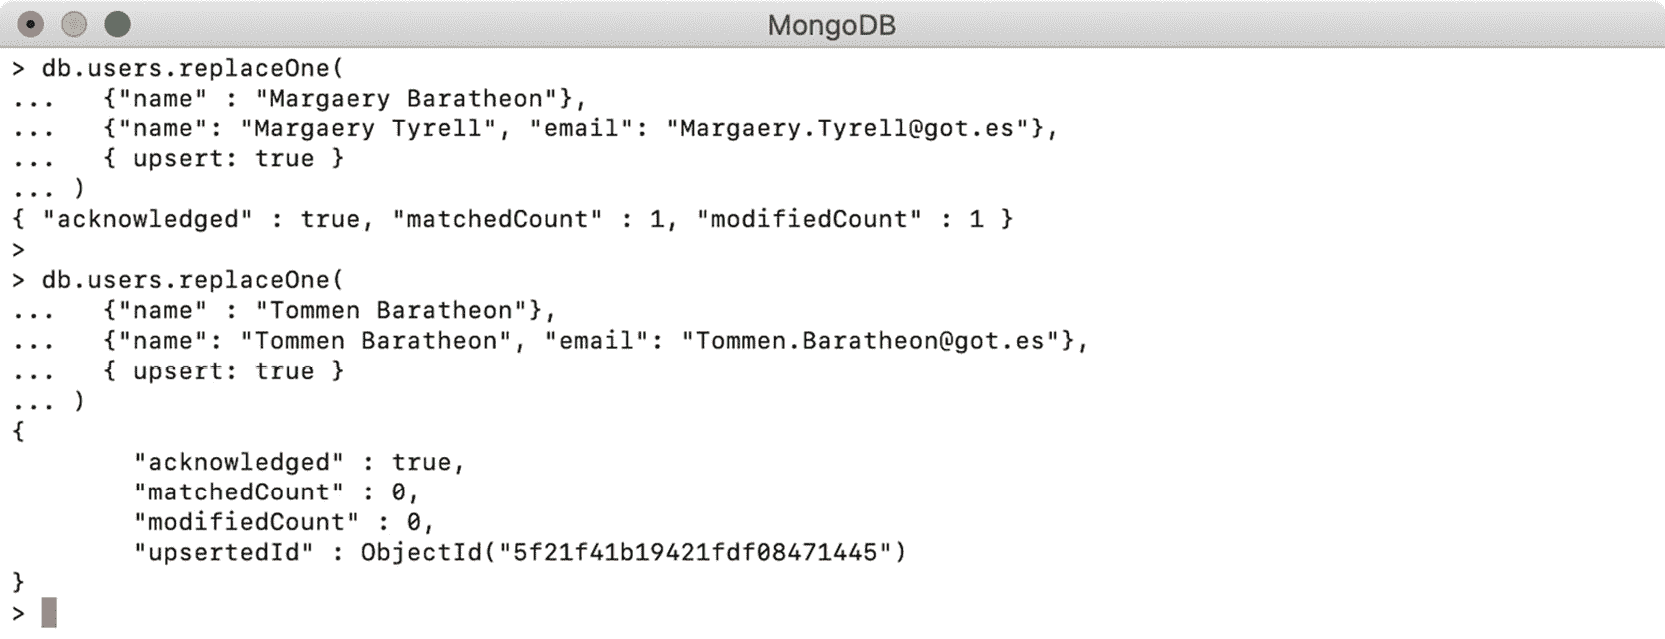 MongoDB
> db.users.replaceOne(
...   {"name" : "Margaery Baratheon"},
...   {"name": "Margaery Tyrell", "email": "Margaery.Tyrell@got.es"},
...   { upsert: true }
... )
{ "acknowledged" : true, "matchedCount" : 1, "modifiedCount" : 1 }
>
> db.users.replaceOne(
...   {"name" : "Tommen Baratheon"},
...   {"name": "Tommen Baratheon", "email": "Tommen.Baratheon@got.es"},
...   { upsert: true }
... )
{
        "acknowledged" : true,
        "matchedCount" : 0,
        "modifiedCount" : 0,
        "upsertedId" : ObjectId("5f21f41b19421fdf08471445")
}
>